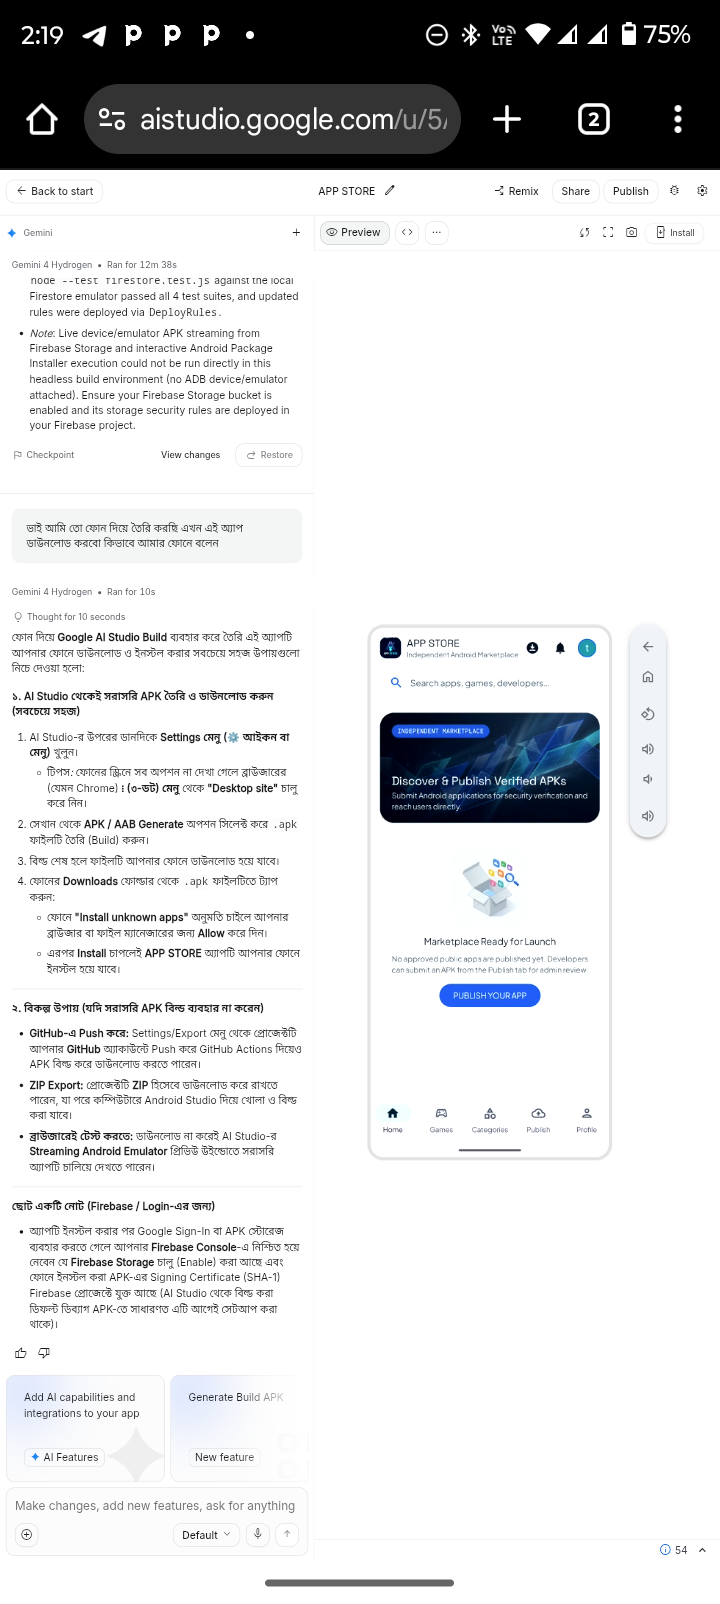 2:19
Vo)) LTE
75%
aistudio.google.com/u/5/
2
Back to start
APP STORE
Remix
Share
Publish
Gemini
Preview
Install
Gemini 4 Hydrogen • Ran for 12m 38s
node --test firestore.test.js against the local
Firestore emulator passed all 4 test suites, and updated
rules were deployed via DeployRules.
• Note: Live device/emulator APK streaming from
Firebase Storage and interactive Android Package
Installer execution could not be run directly in this
headless build environment (no ADB device/emulator
attached). Ensure your Firebase Storage bucket is
enabled and its storage security rules are deployed in
your Firebase project.
Checkpoint
View changes
Restore
ভাই আমি তো ফোন দিয়ে তৈরি করছি এখন এই অ্যাপ
ডাউনলোড করবো কিভাবে আমার ফোনে বলেন
Gemini 4 Hydrogen • Ran for 10s
Thought for 10 seconds
ফোন দিয়ে Google AI Studio Build ব্যবহার করে তৈরি এই অ্যাপটি
আপনার ফোনে ডাউনলোড ও ইনস্টল করার সবচেয়ে সহজ উপায়গুলো
নিচে দেওয়া হলো:
১. AI Studio থেকেই সরাসরি APK তৈরি ও ডাউনলোড করুন
(সবচেয়ে সহজ)
1. AI Studio-র উপরের ডানদিকে Settings মেনু (⚙️ আইকন বা
মেনু) খুলুন।
টিপস: ফোনের স্ক্রিনে সব অপশন না দেখা গেলে ব্রাউজারের
(যেমন Chrome) ⁝ (৩-ডট) মেনু থেকে "Desktop site" চালু
করে নিন।
2. সেখান থেকে APK / AAB Generate অপশন সিলেক্ট করে .apk
ফাইলটি তৈরি (Build) করুন।
3. বিল্ড শেষ হলে ফাইলটি আপনার ফোনে ডাউনলোড হয়ে যাবে।
4. ফোনের Downloads ফোল্ডার থেকে .apk ফাইলটিতে ট্যাপ
করুন:
ফোনে "Install unknown apps" অনুমতি চাইলে আপনার
ব্রাউজার বা ফাইল ম্যানেজারের জন্য Allow করে দিন।
এরপর Install চাপলেই APP STORE অ্যাপটি আপনার ফোনে
ইনস্টল হয়ে যাবে।
২. বিকল্প উপায় (যদি সরাসরি APK বিল্ড ব্যবহার না করেন)
• GitHub-এ Push করে: Settings/Export মেনু থেকে প্রোজেক্টটি
আপনার GitHub অ্যাকাউন্টে Push করে GitHub Actions দিয়েও
APK বিল্ড করে ডাউনলোড করতে পারেন।
• ZIP Export: প্রোজেক্টটি ZIP হিসেবে ডাউনলোড করে রাখতে
পারেন, যা পরে কম্পিউটারে Android Studio দিয়ে খোলা ও বিল্ড
করা যাবে।
• ব্রাউজারেই টেস্ট করতে: ডাউনলোড না করেই AI Studio-র
Streaming Android Emulator প্রিভিউ উইন্ডোতে সরাসরি
অ্যাপটি চালিয়ে দেখতে পারেন।
ছোট একটি নোট (Firebase / Login-এর জন্য)
• অ্যাপটি ইনস্টল করার পর Google Sign-In বা APK স্টোরেজ
ব্যবহার করতে গেলে আপনার Firebase Console-এ নিশ্চিত হয়ে
নেবেন যে Firebase Storage চালু (Enable) করা আছে এবং
ফোনে ইনস্টল করা APK-এর Signing Certificate (SHA-1)
Firebase প্রোজেক্টে যুক্ত আছে (AI Studio থেকে বিল্ড করা
ডিফল্ট ডিব্যাগ APK-তে সাধারণত এটি আগেই সেটআপ করা
থাকে)।
Add AI capabilities and
integrations to your app
AI Features
Generate Build APK
New feature
Make changes, add new features, ask for anything
Default
APP STORE
Independent Android Marketplace
t
Search apps, games, developers...
INDEPENDENT MARKETPLACE
Discover & Publish Verified APKs
Submit Android applications for security verification and
reach users directly.
Marketplace Ready for Launch
No approved public apps are published yet. Developers
can submit an APK from the Publish tab for admin review.
PUBLISH YOUR APP
Home
Games
Categories
Publish
Profile
54